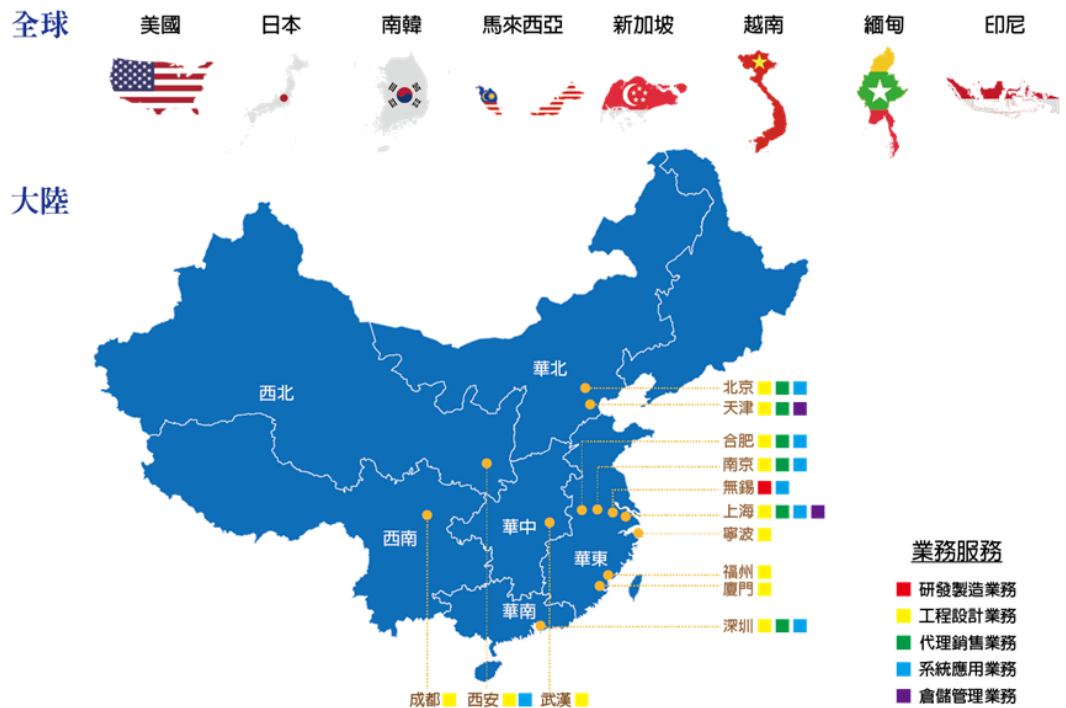 全球
美國
日本
南韓
馬來西亞
新加坡
越南
緬甸
印尼
大陸
華北
西北
北京
天津
合肥
南京
無錫
上海
寧波
華中
西南
華東
福州
廈門
華南
深圳
成都
西安
武漢
業務服務
研發製造業務
工程設計業務
代理銷售業務
系統應用業務
倉儲管理業務